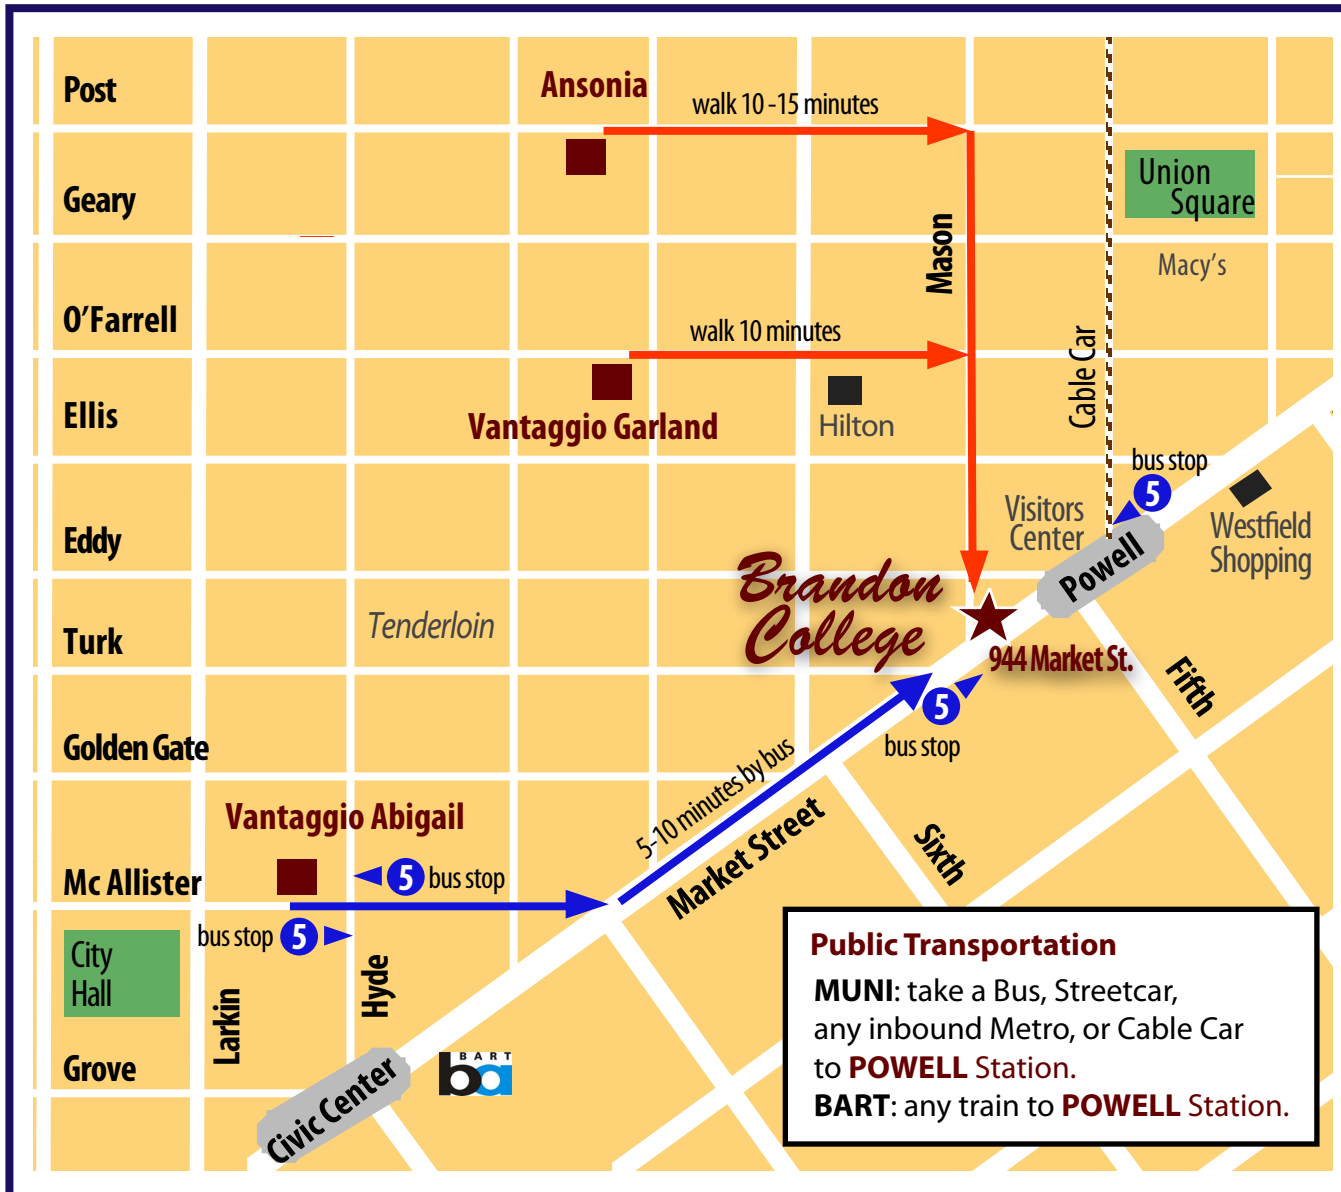 Post
Ansonia
walk 10 -15 minutes
Union
Square
Geary
Mason
Macy's
O'Farrell
walk 10 minutes
Cable Car
Ellis
Vantaggio Garland
Hilton
bus stop
5
Visitors
Center
Westfield
Shopping
Eddy
Powell
Brandon
College
Tenderloin
Turk
944 Market St.
Fifth
5
bus stop
Golden Gate
5-10 minutes by bus
Market Street
Sixth
Vantaggio Abigail
Mc Allister
5 bus stop
bus stop 5
City
Hall
Larkin
Hyde
Grove
Civic Center
BART
ba
Public Transportation
MUNI: take a Bus, Streetcar,
any inbound Metro, or Cable Car
to POWELL Station.
BART: any train to POWELL Station.